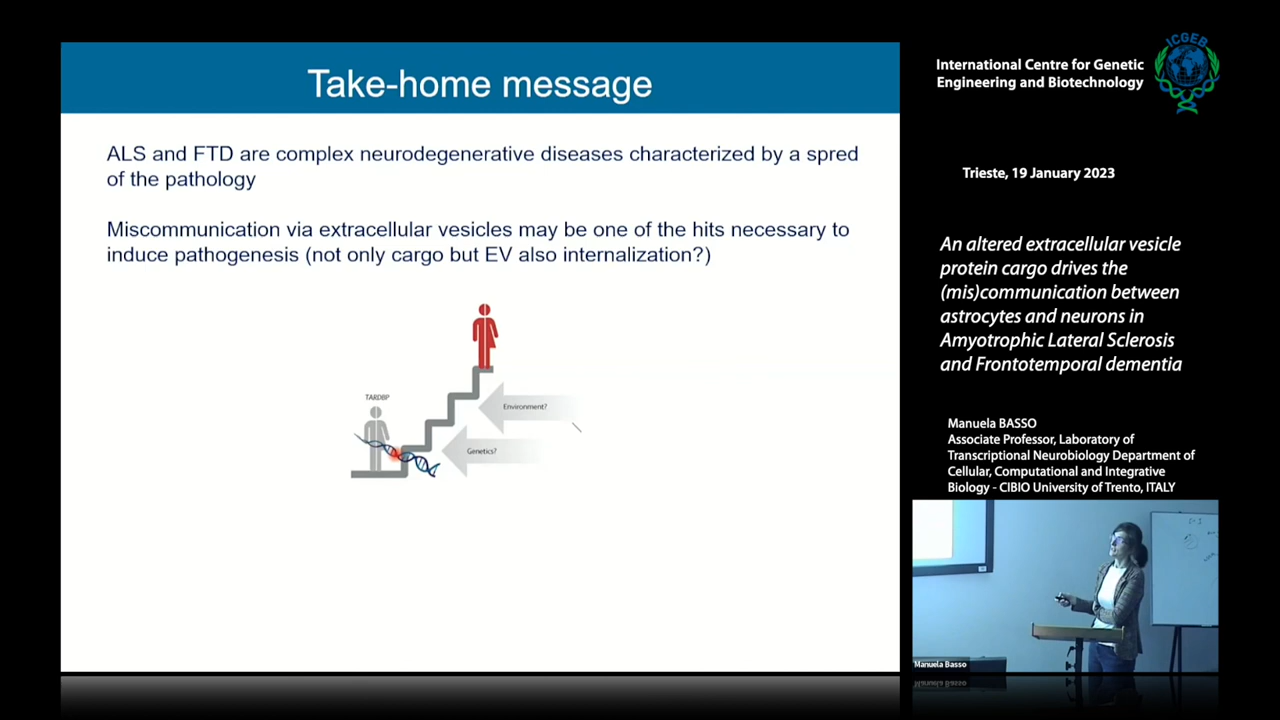 Take-home message
ALS and FTD are complex neurodegenerative diseases characterized by a spred
of the pathology
Miscommunication via extracellular vesicles may be one of the hits necessary to
induce pathogenesis (not only cargo but EV also internalization?)
TARDBP
Environment?
Genetics?
ICGEB
International Centre for Genetic
Engineering and Biotechnology
Trieste, 19 January 2023
An altered extracellular vesicle
protein cargo drives the
(mis)communication between
astrocytes and neurons in
Amyotrophic Lateral Sclerosis
and Frontotemporal dementia
Manuela BASSO
Associate Professor, Laboratory of
Transcriptional Neurobiology Department of
Cellular, Computational and Integrative
Biology - CIBIO University of Trento, ITALY
Manuela Basso